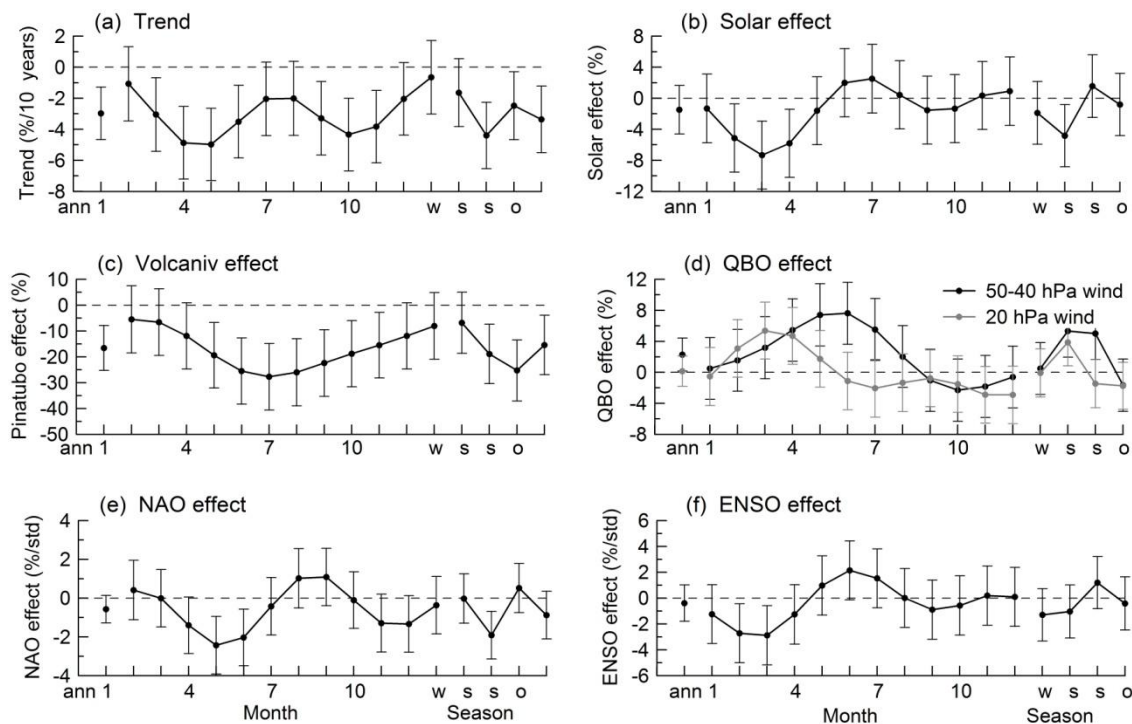 (a) Trend
Trend (%/10 years)
2
0
-2
-4
-6
-8
ann 1 4 7 10 w s s o
(b) Solar effect
Solar effect (%)
8
4
0
-4
-8
-12
ann 1 4 7 10 w s s o
(c) Volcaniv effect
Pinatubo effect (%)
10
0
-10
-20
-30
-40
-50
ann 1 4 7 10 w s s o
(d) QBO effect
QBO effect (%)
12
8
4
0
-4
-8
50-40 hPa wind
20 hPa wind
ann 1 4 7 10 w s s o
(e) NAO effect
NAO effect (%/std)
4
2
0
-2
-4
ann 1 4 7 10 w s s o
Month Season
(f) ENSO effect
ENSO effect (%/std)
6
4
2
0
-2
-4
-6
ann 1 4 7 10 w s s o
Month Season